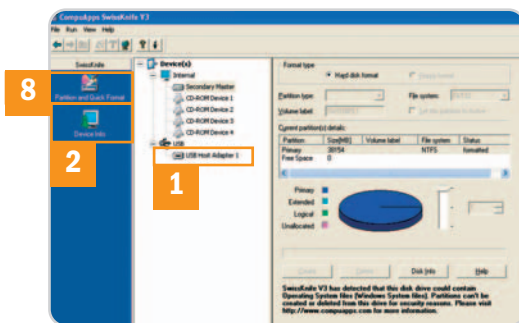 CompuApps SwissKnife V3
File Run View Help
SwissKnife
8
Partition and Quick Format
Device Info
2
Device(s)
Internal
Secondary Master
CD-ROM Device 1
CD-ROM Device 2
CD-ROM Device 3
CD-ROM Device 4
USB
USB Host Adapter 1
1
Format type
Hard disk format
Partition type:
File system:
Volume label:
Current partition(s) details:
Partition Size(MB) Volume label File system Status
Primary 38154 NTFS formatted
Free Space 0
Primary
Extended
Logical
Unallocated
Disk Info Help
SwissKnife V3 has detected that this disk drive could contain
Operating System files (Windows System files). Partitions can't be
created or deleted from this drive for security reasons. Please visit
http://www.compuapps.com for more information.